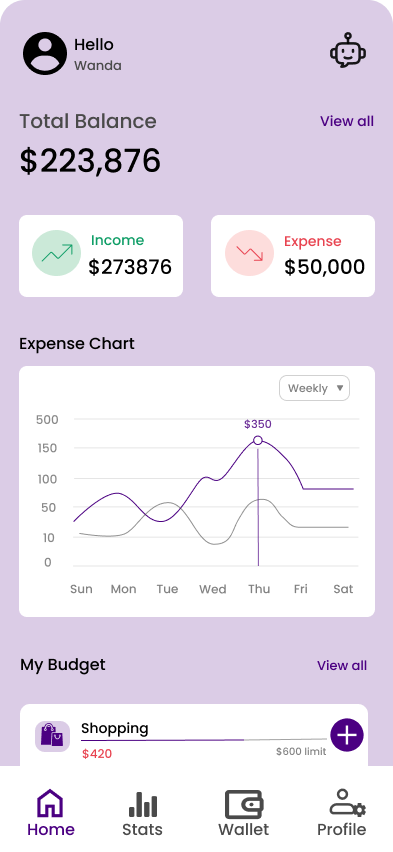 Hello
Wanda
Total Balance
View all
$223,876
Income
$273876
Expense
$50,000
Expense Chart
Weekly
$350
500
150
100
50
10
0
Sun Mon Tue Wed Thu Fri Sat
My Budget
View all
Shopping
$420
$600 limit
Home Stats Wallet Profile